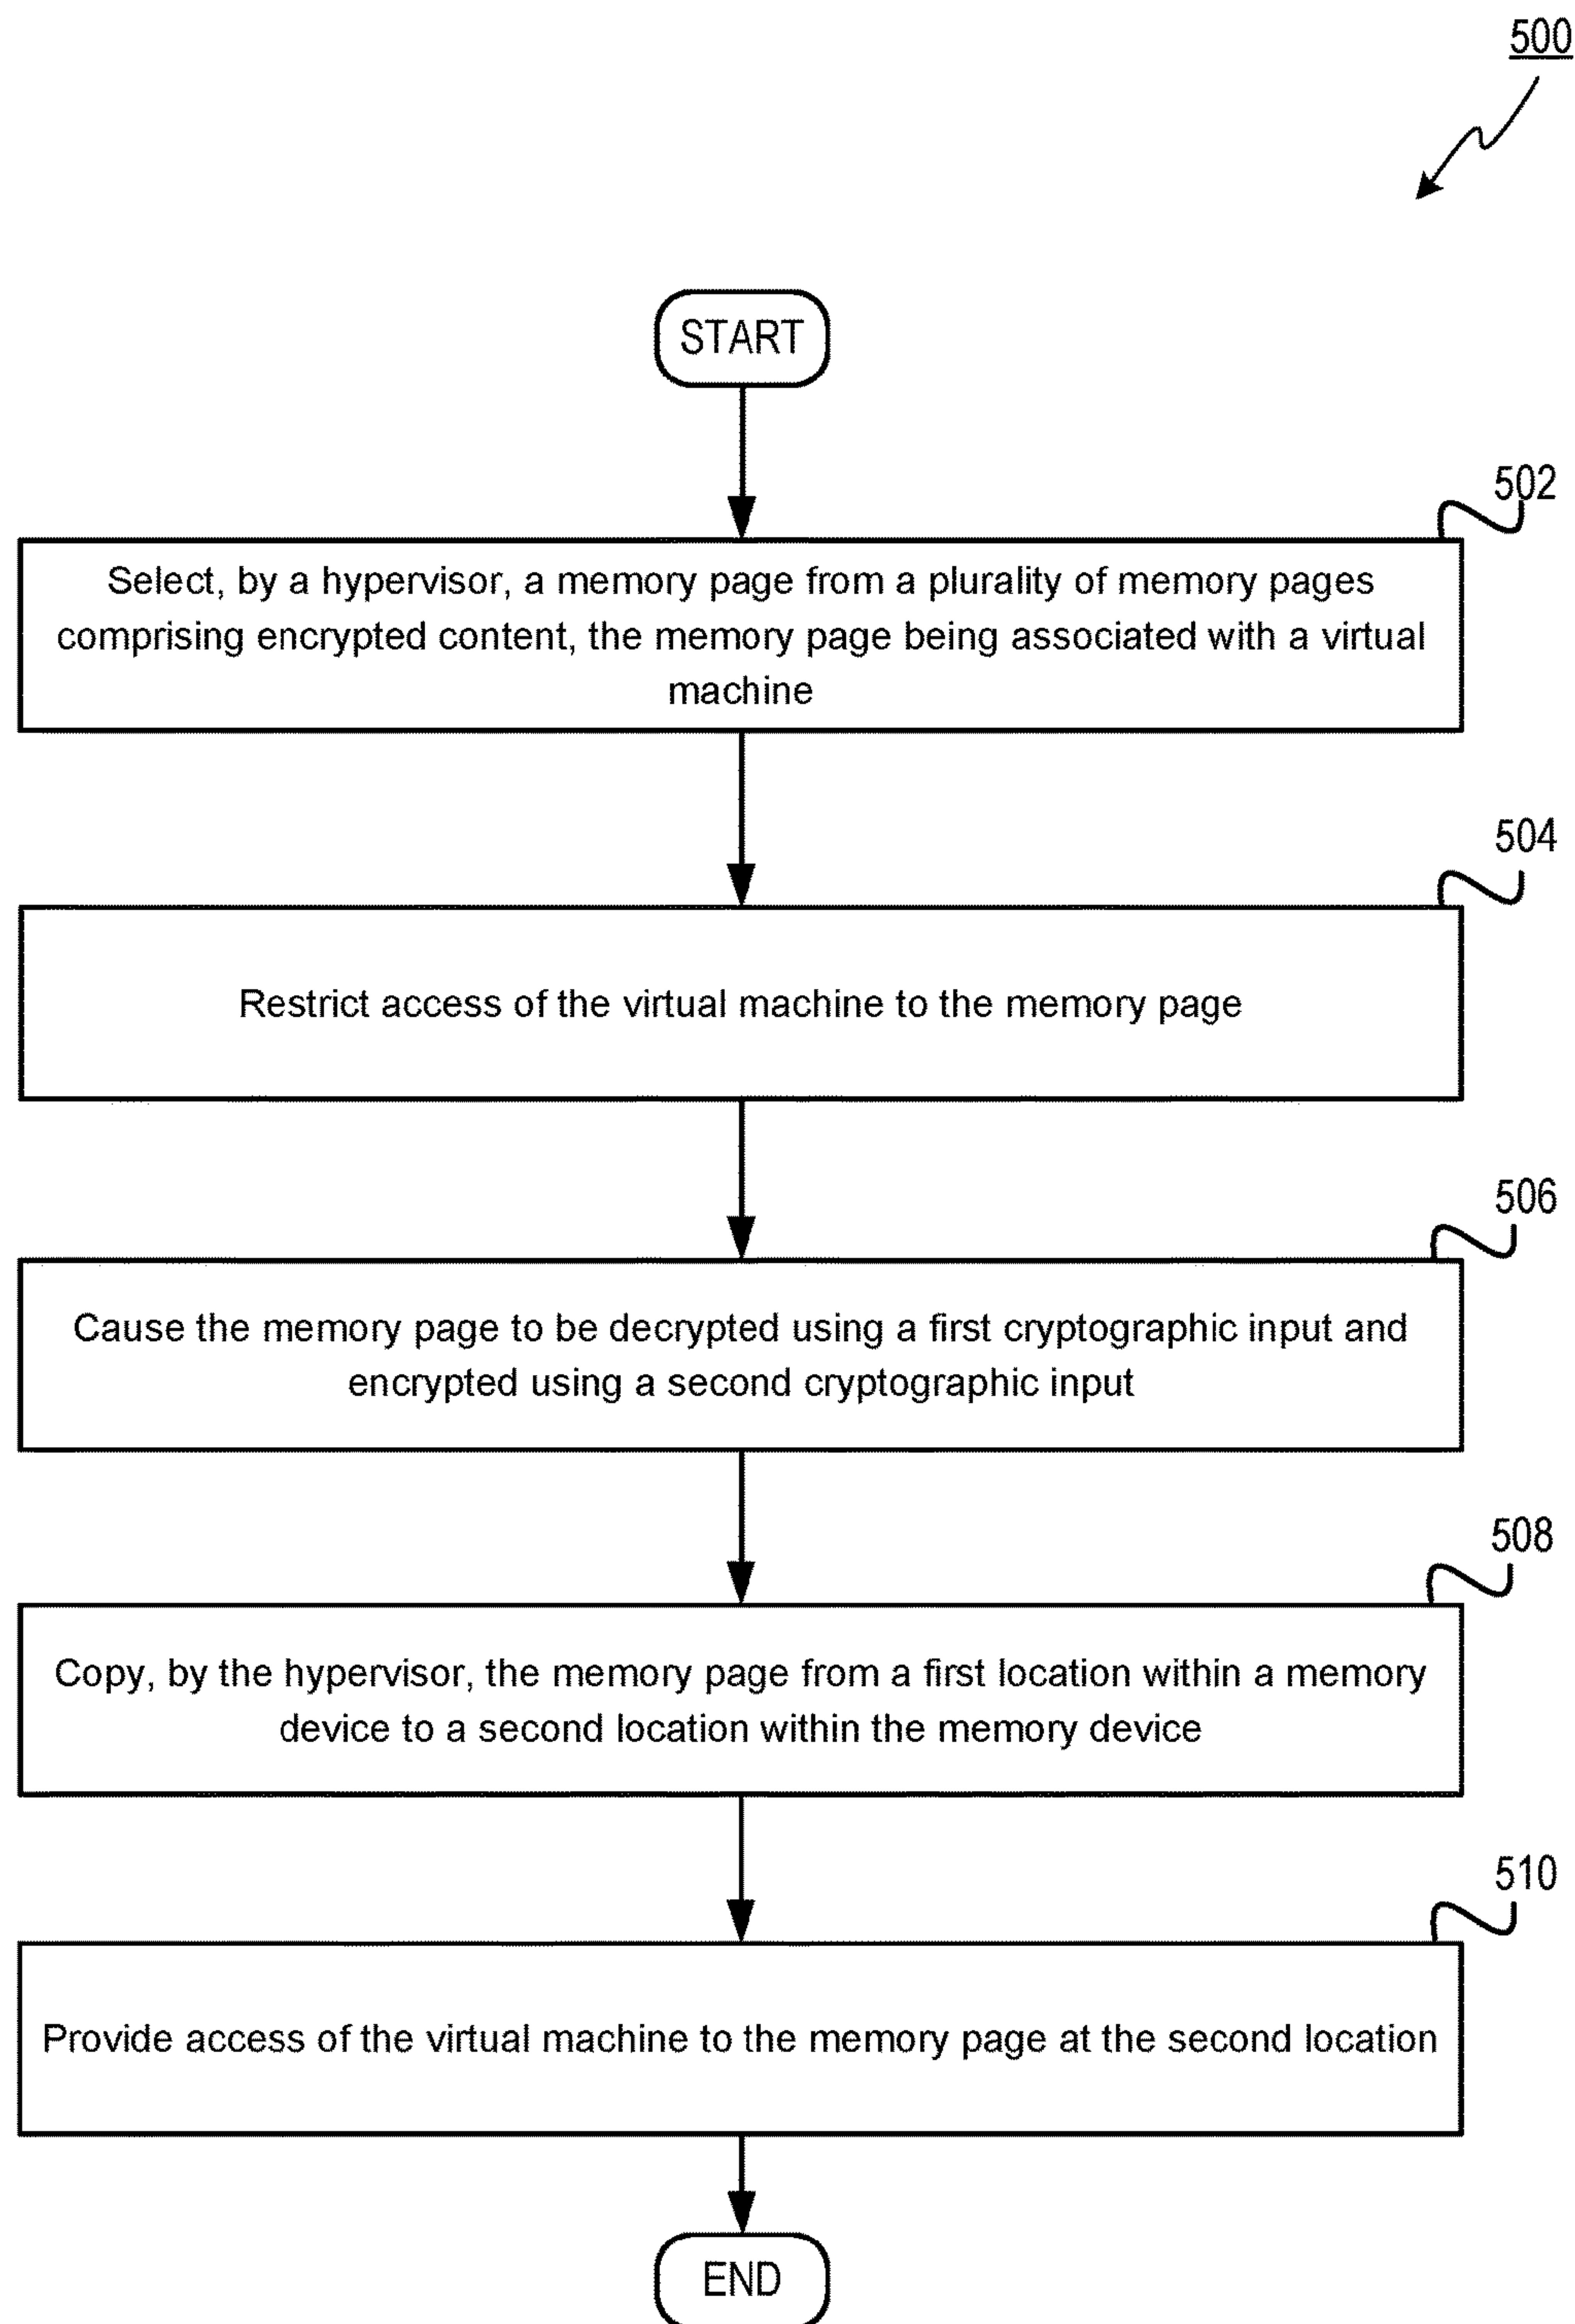 500
START
502
Select, by a hypervisor, a memory page from a plurality of memory pages
comprising encrypted content, the memory page being associated with a virtual
machine
504
Restrict access of the virtual machine to the memory page
506
Cause the memory page to be decrypted using a first cryptographic input and
encrypted using a second cryptographic input
508
Copy, by the hypervisor, the memory page from a first location within a memory
device to a second location within the memory device
510
Provide access of the virtual machine to the memory page at the second location
END